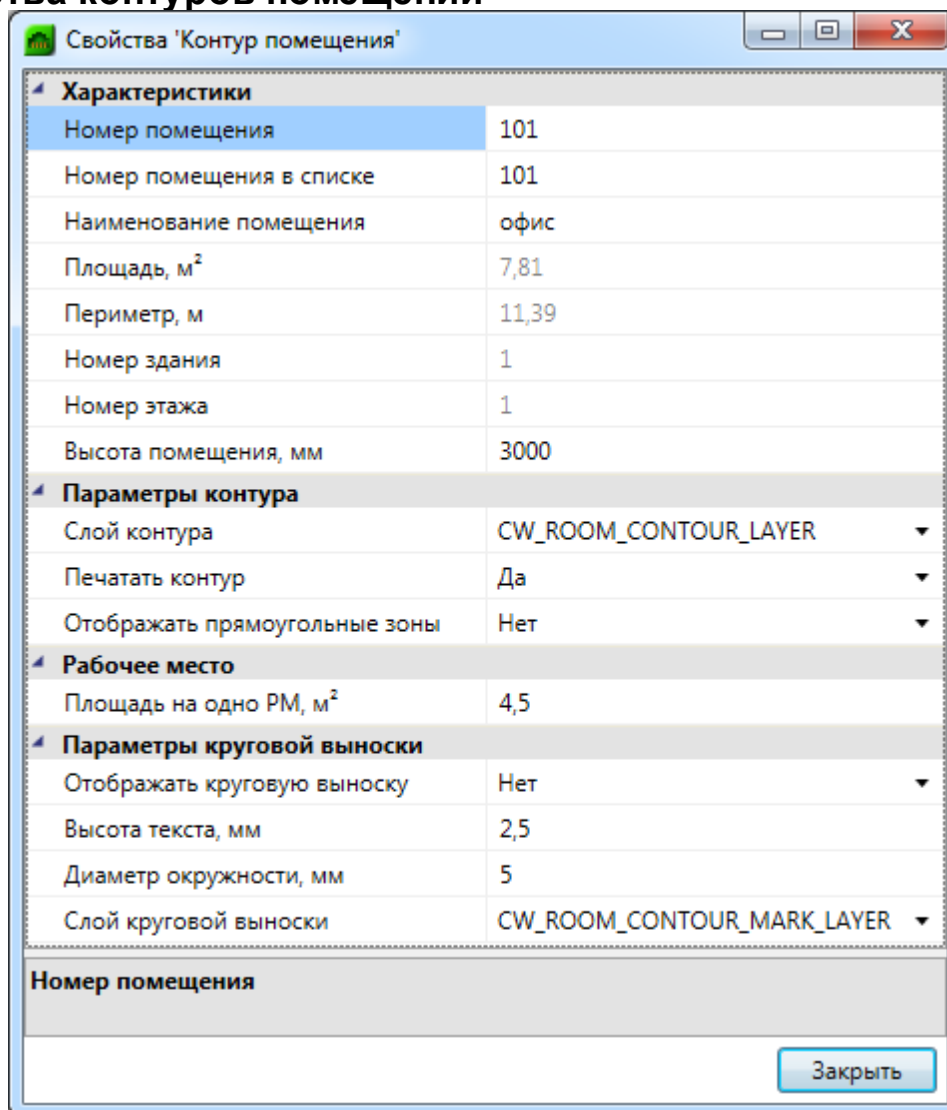 контуров помещений
Свойства 'Контур помещения'
Характеристики
Номер помещения 101
Номер помещения в списке 101
Наименование помещения офис
Площадь, м² 7,81
Периметр, м 11,39
Номер здания 1
Номер этажа 1
Высота помещения, мм 3000
Параметры контура
Слой контура CW_ROOM_CONTOUR_LAYER
Печатать контур Да
Отображать прямоугольные зоны Нет
Рабочее место
Площадь на одно РМ, м² 4,5
Параметры круговой выноски
Отображать круговую выноску Нет
Высота текста, мм 2,5
Диаметр окружности, мм 5
Слой круговой выноски CW_ROOM_CONTOUR_MARK_LAYER
Номер помещения
Закрыть